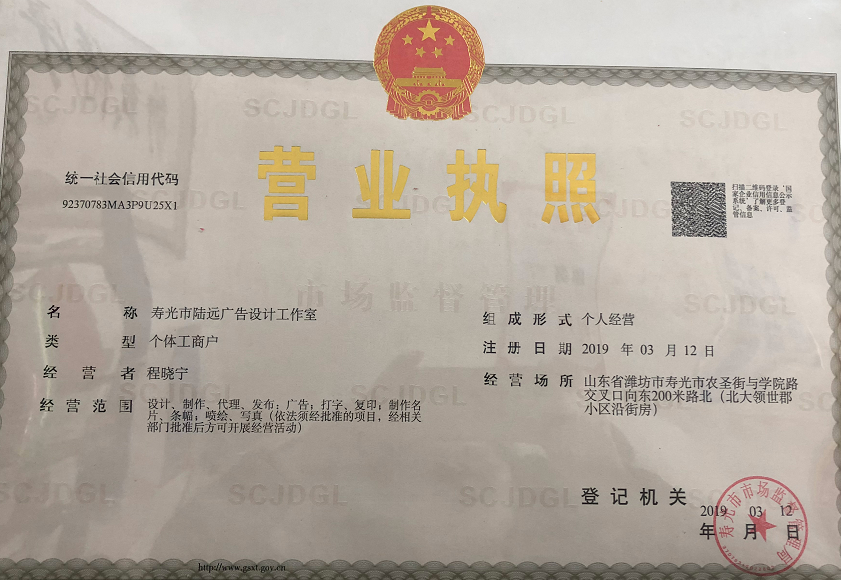 营业执照
统一社会信用代码
92370783MA3P9U25X1
扫描二维码登录‘国
家企业信用信息公示
系统’了解更多登
记、备案、许可、监
管信息
SCJDGL
市场监督管理
名称 寿光市陆远广告设计工作室
类型 个体工商户
经营者 程晓宁
经营范围 设计、制作、代理、发布：广告；打字、复印；制作名
片、条幅；喷绘、写真（依法须经批准的项目，经相关
部门批准后方可开展经营活动）
组成形式 个人经营
注册日期 2019 年 03 月 12 日
经营场所 山东省潍坊市寿光市农圣街与学院路
交叉口向东200米路北（北大领世郡
小区沿街房）
登记机关
2019 03 12
年 月 日
寿光市市场监督管理局
http://www.gsxt.gov.cn